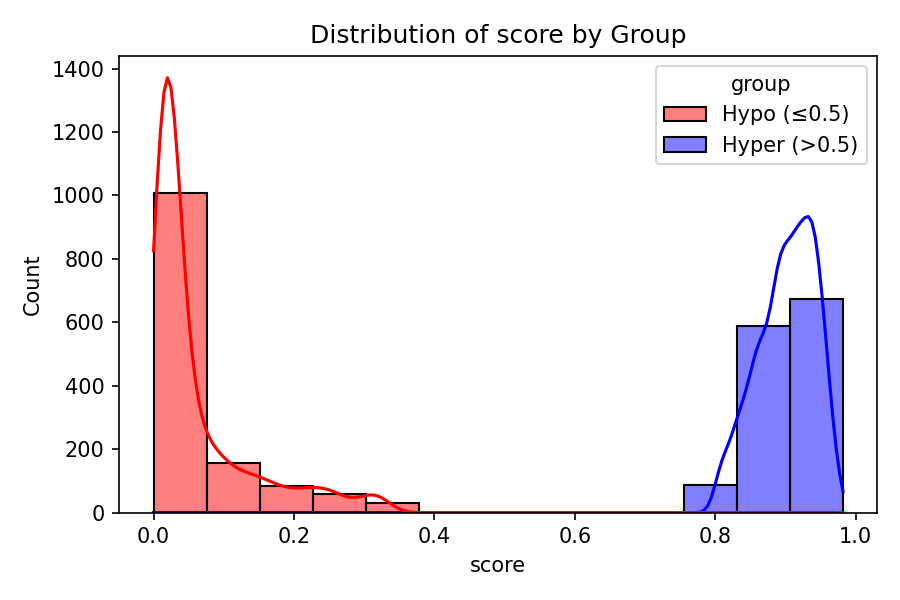 Distribution of score by Group
group
Hypo (≤0.5)
Hyper (>0.5)
Count
1400
1200
1000
800
600
400
200
0
0.0 0.2 0.4 0.6 0.8 1.0
score